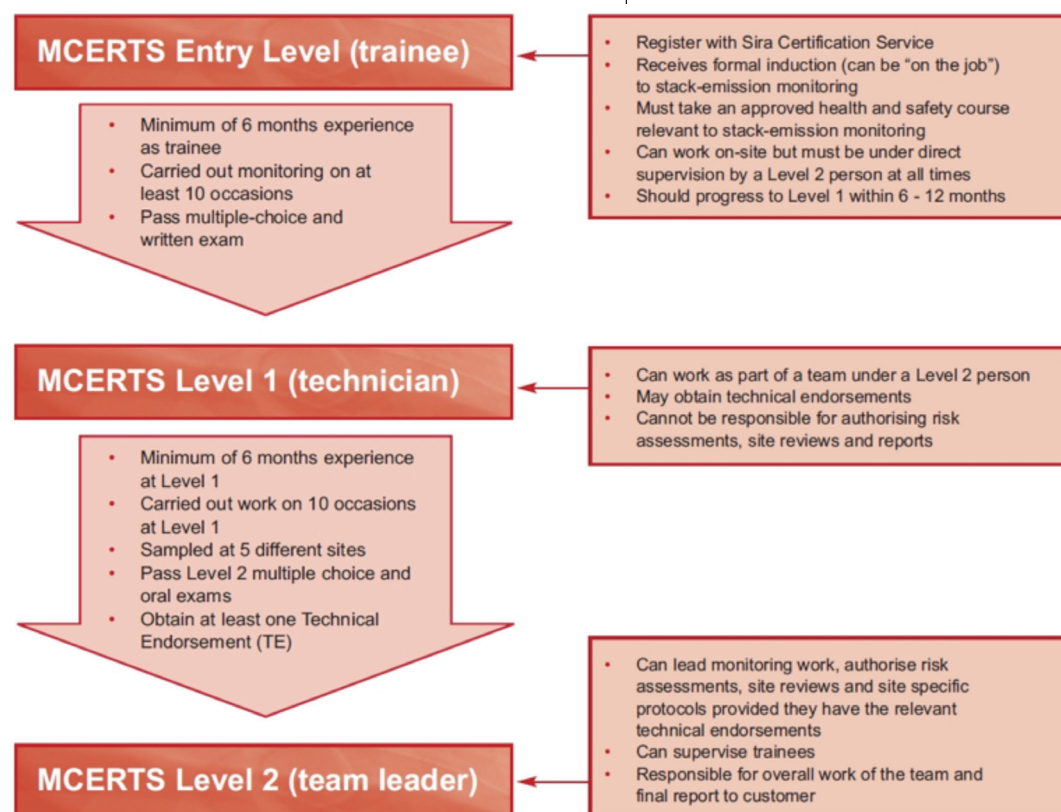 MCERTS Entry Level (trainee)
• Register with Sira Certification Service
• Receives formal induction (can be “on the job”)
to stack-emission monitoring
• Must take an approved health and safety course
relevant to stack-emission monitoring
• Can work on-site but must be under direct
supervision by a Level 2 person at all times
• Should progress to Level 1 within 6 - 12 months
• Minimum of 6 months experience
as trainee
• Carried out monitoring on at
least 10 occasions
• Pass multiple-choice and
written exam
MCERTS Level 1 (technician)
• Can work as part of a team under a Level 2 person
• May obtain technical endorsements
• Cannot be responsible for authorising risk
assessments, site reviews and reports
• Minimum of 6 months experience
at Level 1
• Carried out work on 10 occasions
at Level 1
• Sampled at 5 different sites
• Pass Level 2 multiple choice and
oral exams
• Obtain at least one Technical
Endorsement (TE)
MCERTS Level 2 (team leader)
• Can lead monitoring work, authorise risk
assessments, site reviews and site specific
protocols provided they have the relevant
technical endorsements
• Can supervise trainees
• Responsible for overall work of the team and
final report to customer